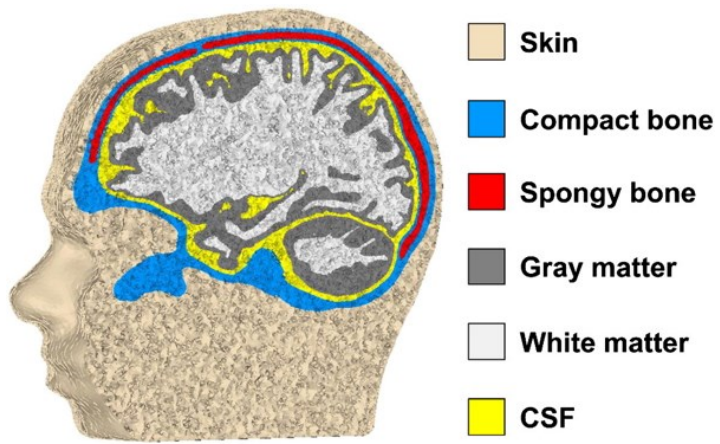 Skin
Compact bone
Spongy bone
Gray matter
White matter
CSF